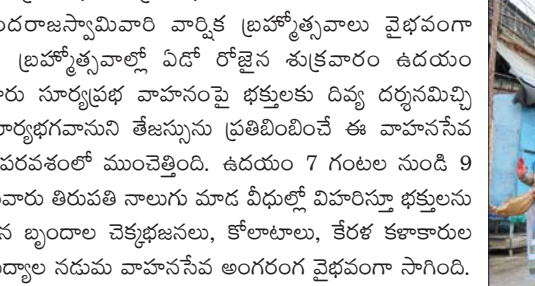 దరాజస్వామివారి వార్షిక బ్రహ్మోత్సవాలు వైభవంగా
బ్రహ్మోత్సవాల్లో ఏడో రోజైన శుక్రవారం ఉదయం
రు సూర్యప్రభ వాహనంపై భక్తులకు దివ్య దర్శనమిచ్చి
ర్యభగవానుని తేజస్సును ప్రతిబింబించే ఈ వాహనసేవ
పరవశంలో ముంచెత్తింది. ఉదయం 7 గంటల నుండి 9
వారు తిరుపతి నాలుగు మాడ వీధుల్లో విహరిస్తూ భక్తులను
న బృందాల చెక్కభజనలు, కోలాటాలు, కేరళ కళాకారుల
ద్యాల నడుమ వాహనసేవ అంగరంగ వైభవంగా సాగింది.